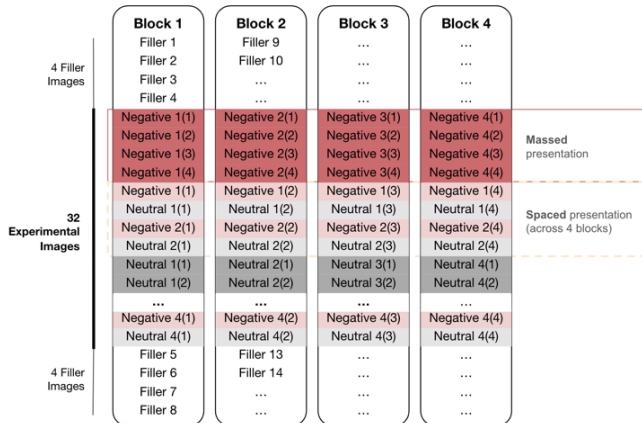 Block 1 Block 2 Block 3 Block 4
Filler 1 Filler 9 ... ...
Filler 2 Filler 10 ... ...
4 Filler Images
Filler 3 ... ... ...
Filler 4 ... ... ...
Negative 1(1) Negative 2(1) Negative 3(1) Negative 4(1)
Negative 1(2) Negative 2(2) Negative 3(2) Negative 4(2)
Negative 1(3) Negative 2(3) Negative 3(3) Negative 4(3)
Negative 1(4) Negative 2(4) Negative 3(4) Negative 4(4)
Massed
presentation
Negative 1(1) Negative 1(2) Negative 1(3) Negative 1(4)
Neutral 1(1) Neutral 1(2) Neutral 1(3) Neutral 1(4)
Negative 2(1) Negative 2(2) Negative 2(3) Negative 2(4)
Neutral 2(1) Neutral 2(2) Neutral 2(3) Neutral 2(4)
Spaced presentation
(across 4 blocks)
32
Experimental
Images
Neutral 1(1) Neutral 2(1) Neutral 3(1) Neutral 4(1)
Neutral 1(2) Neutral 2(2) Neutral 3(2) Neutral 4(2)
... ... ... ...
Negative 4(1) Negative 4(2) Negative 4(3) Negative 4(4)
Neutral 4(1) Neutral 4(2) Neutral 4(3) Neutral 4(4)
Filler 5 Filler 13 ... ...
Filler 6 Filler 14 ... ...
4 Filler
Images
Filler 7 ... ... ...
Filler 8 ... ... ...